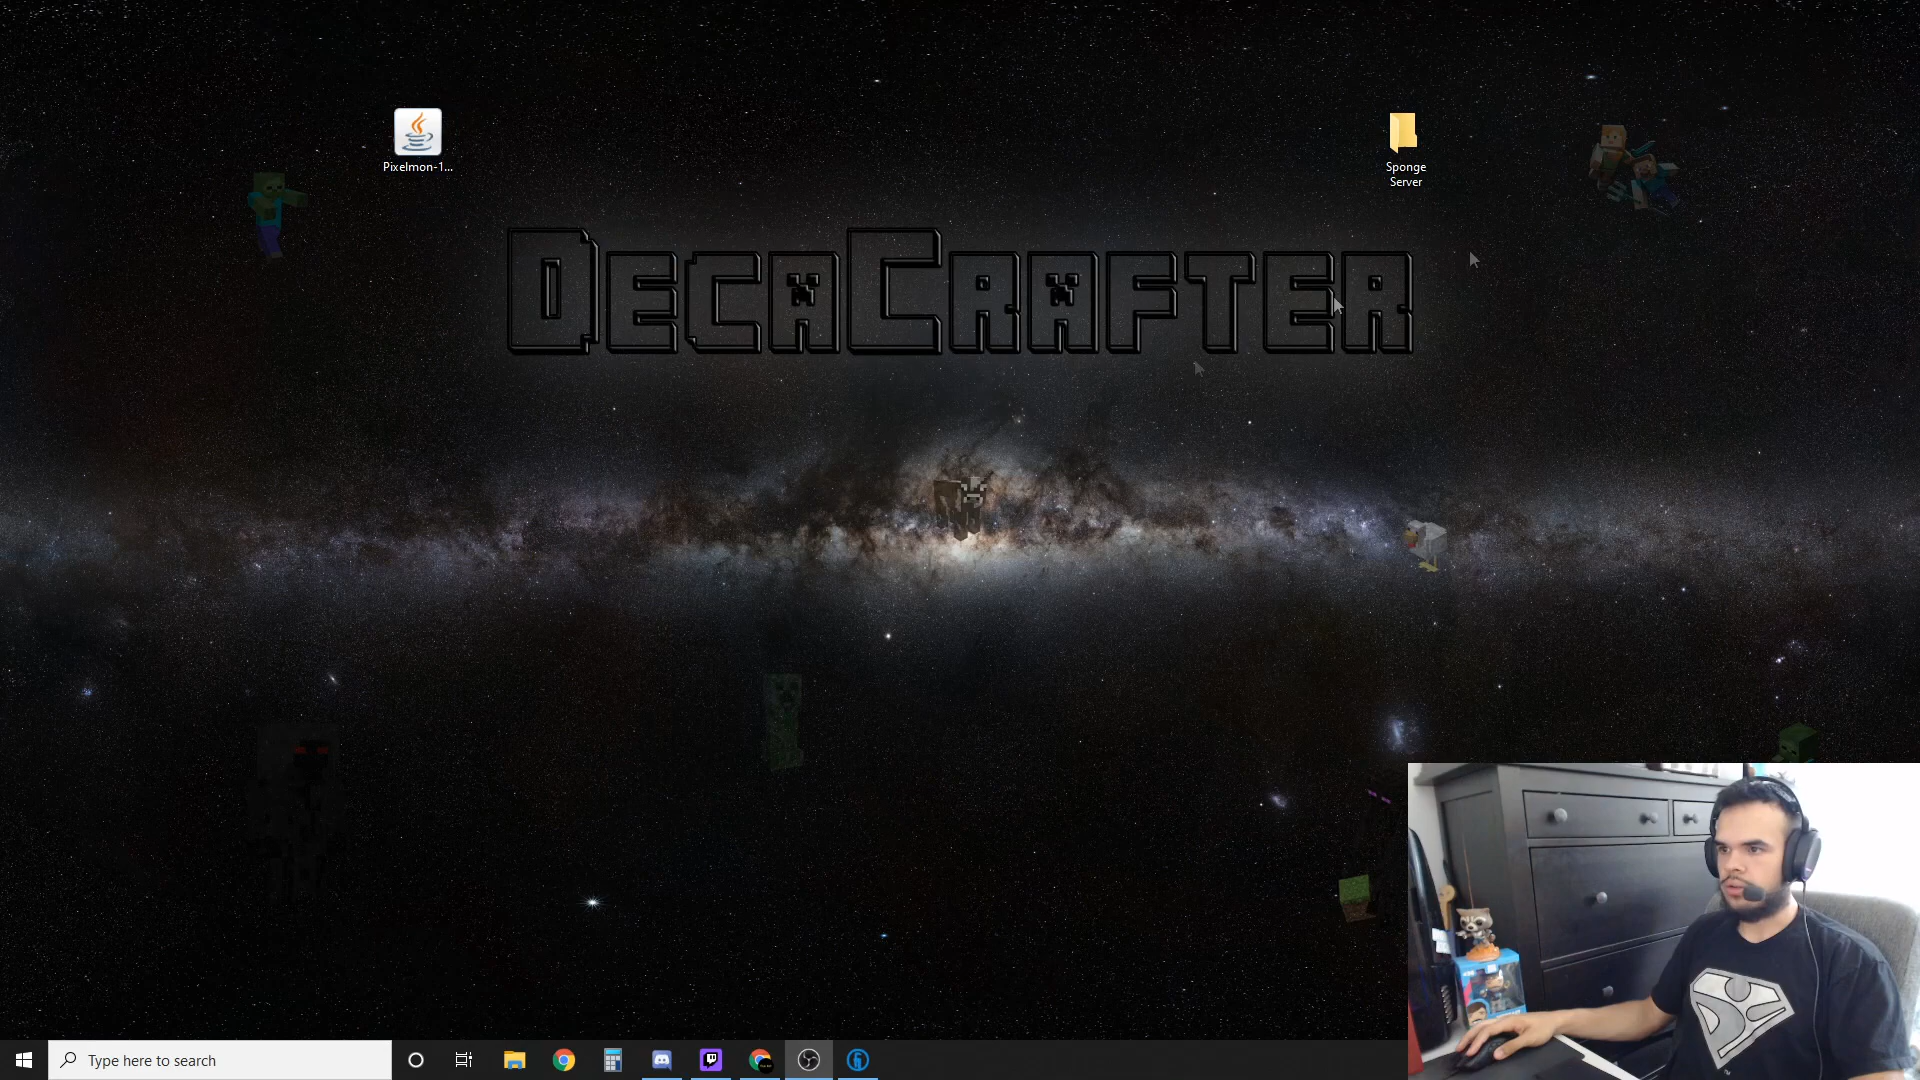 Pixelmon-1...
Sponge
Server
DecaCrafter
Type here to search